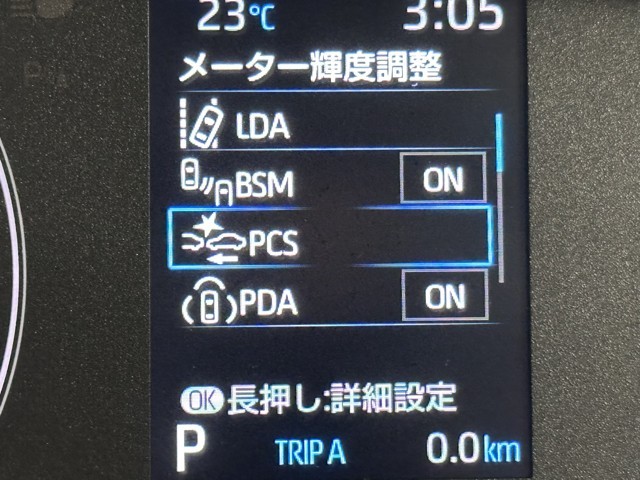 23℃ 3:05
メーター輝度調整
LDA
BSM ON
PCS
PDA ON
OK 長押し:詳細設定
P TRIP A 0.0km